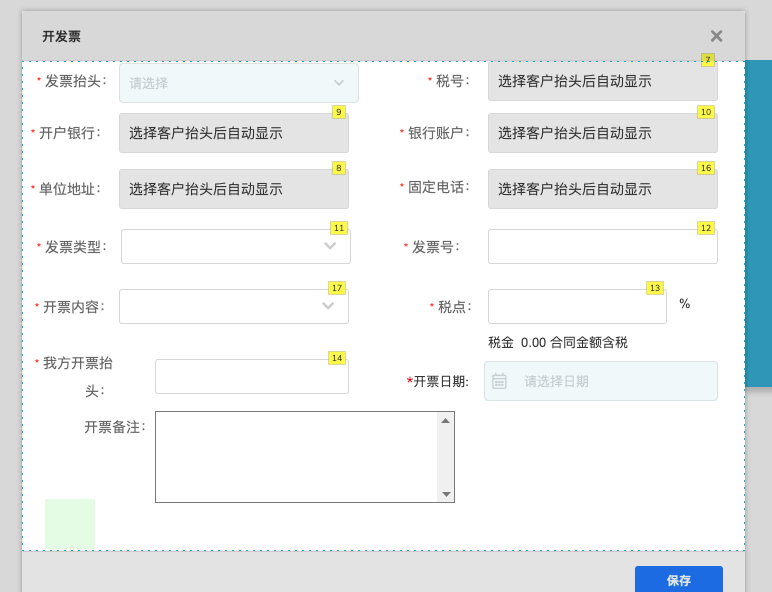 开发票
7
* 发票抬头: 请选择 * 税号: 选择客户抬头后自动显示
9 10
* 开户银行: 选择客户抬头后自动显示 * 银行账户: 选择客户抬头后自动显示
8 16
* 单位地址: 选择客户抬头后自动显示 * 固定电话: 选择客户抬头后自动显示
11 12
* 发票类型: * 发票号:
17 13
* 开票内容: * 税点: %
税金 0.00 合同金额含税
14
* 我方开票抬
头: *开票日期: 请选择日期
开票备注:
保存